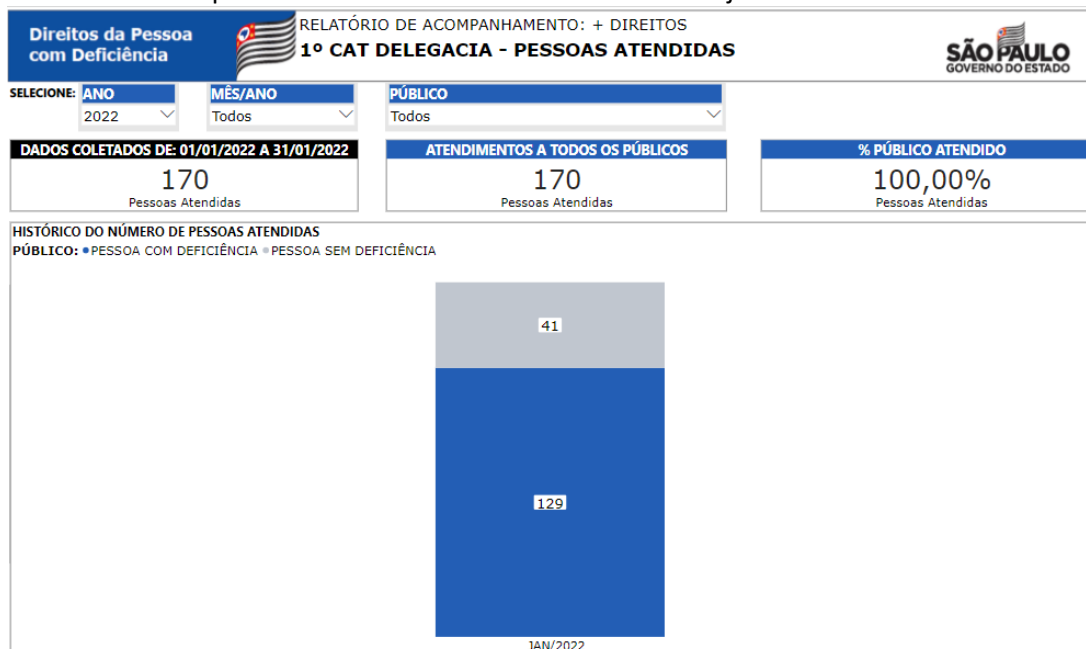 Direitos da Pessoa
com Deficiência
RELATÓRIO DE ACOMPANHAMENTO: + DIREITOS
1º CAT DELEGACIA - PESSOAS ATENDIDAS
SÃO PAULO
GOVERNO DO ESTADO
SELECIONE: ANO MÊS/ANO PÚBLICO
2022 Todos Todos
DADOS COLETADOS DE: 01/01/2022 A 31/01/2022
170
Pessoas Atendidas
ATENDIMENTOS A TODOS OS PÚBLICOS
170
Pessoas Atendidas
% PÚBLICO ATENDIDO
100,00%
Pessoas Atendidas
HISTÓRICO DO NÚMERO DE PESSOAS ATENDIDAS
PÚBLICO: PESSOA COM DEFICIÊNCIA PESSOA SEM DEFICIÊNCIA
41
129
JAN/2022